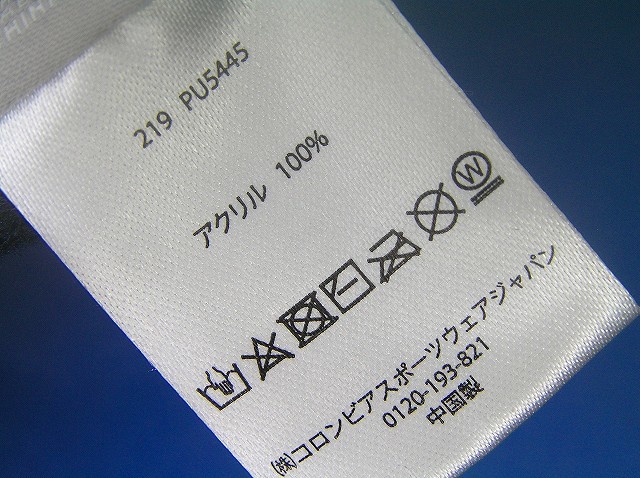 219 PU5445
アクリル 100%
W
(株)コロンビアスポーツウェアジャパン
0120-193-821
中国製